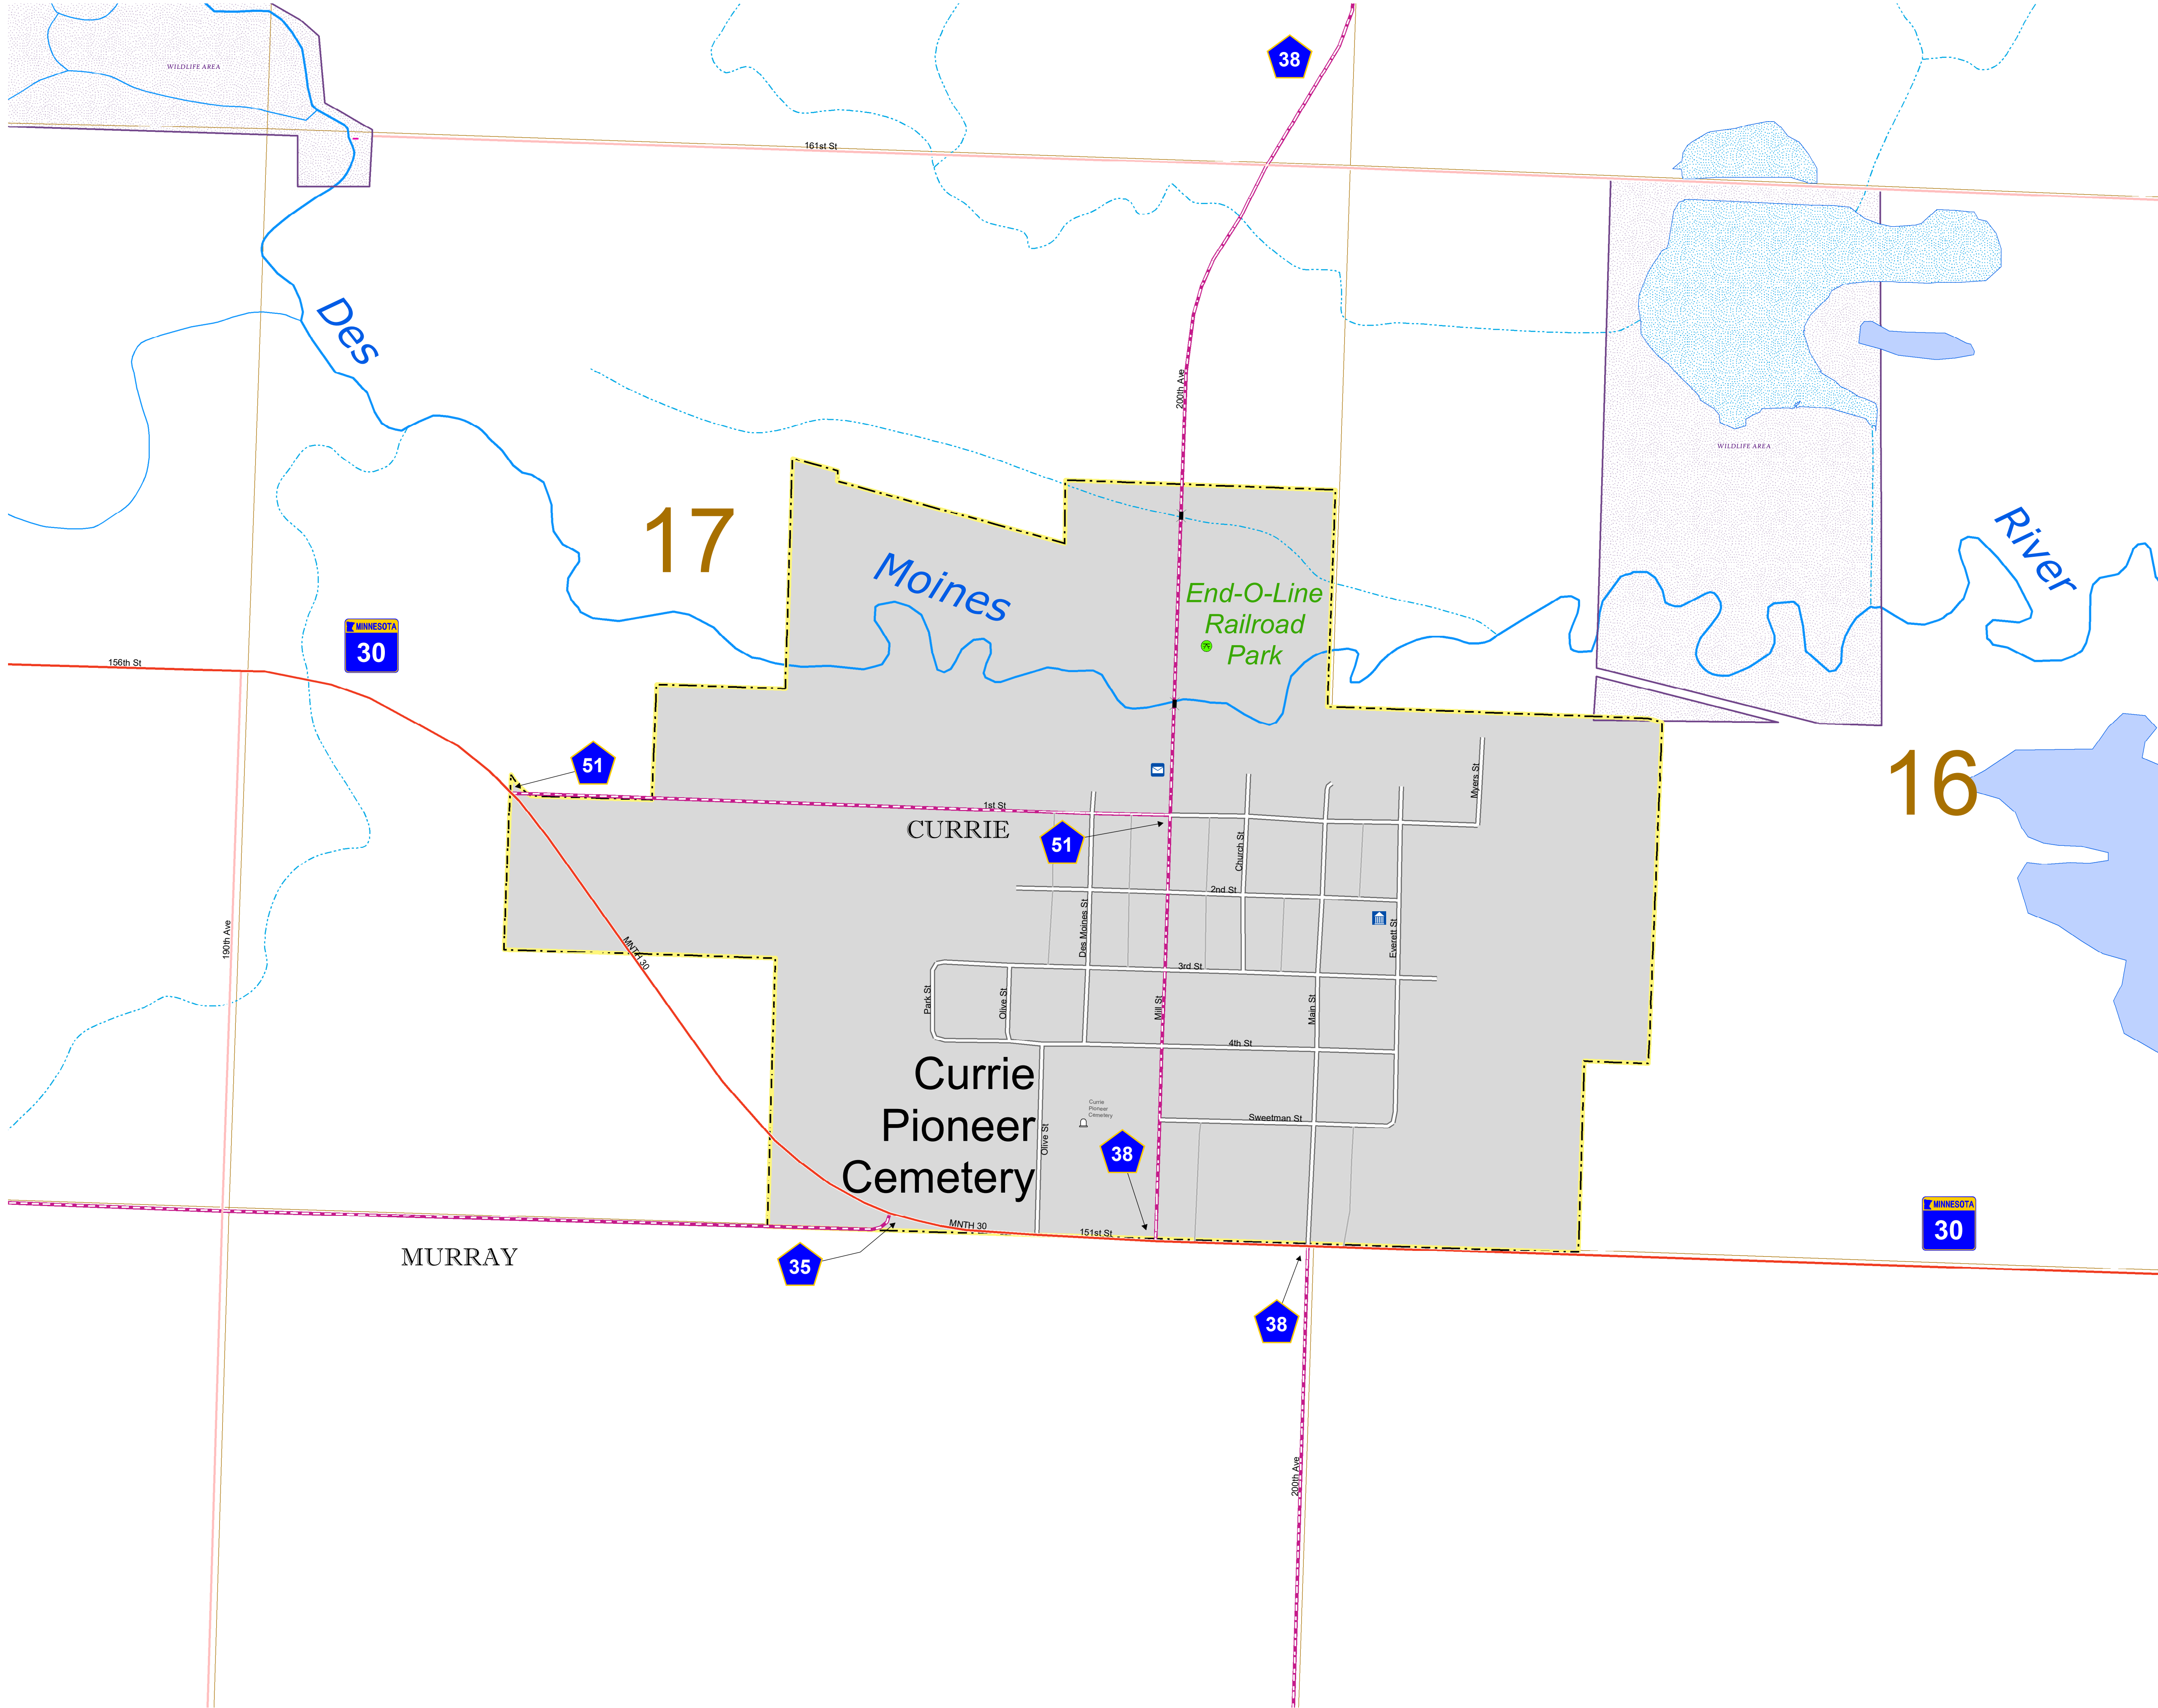 38
WILDLIFE AREA
161st St
Des
200th Ave
WILDLIFE AREA
17
River
Moines
End-O-Line
Railroad
Park
MINNESOTA
30
156th St
51
16
Myers St
1st St
CURRIE
51
Church St
2nd St
Des Moines St
Everett St
190th Ave
MNTH 30
3rd St
Park St
Olive St
Mill St
Main St
4th St
Currie
Pioneer
Cemetery
Currie
Pioneer
Cemetery
Sweetman St
Olive St
38
MNTH 30
151st St
MINNESOTA
30
MURRAY
35
38
200th Ave